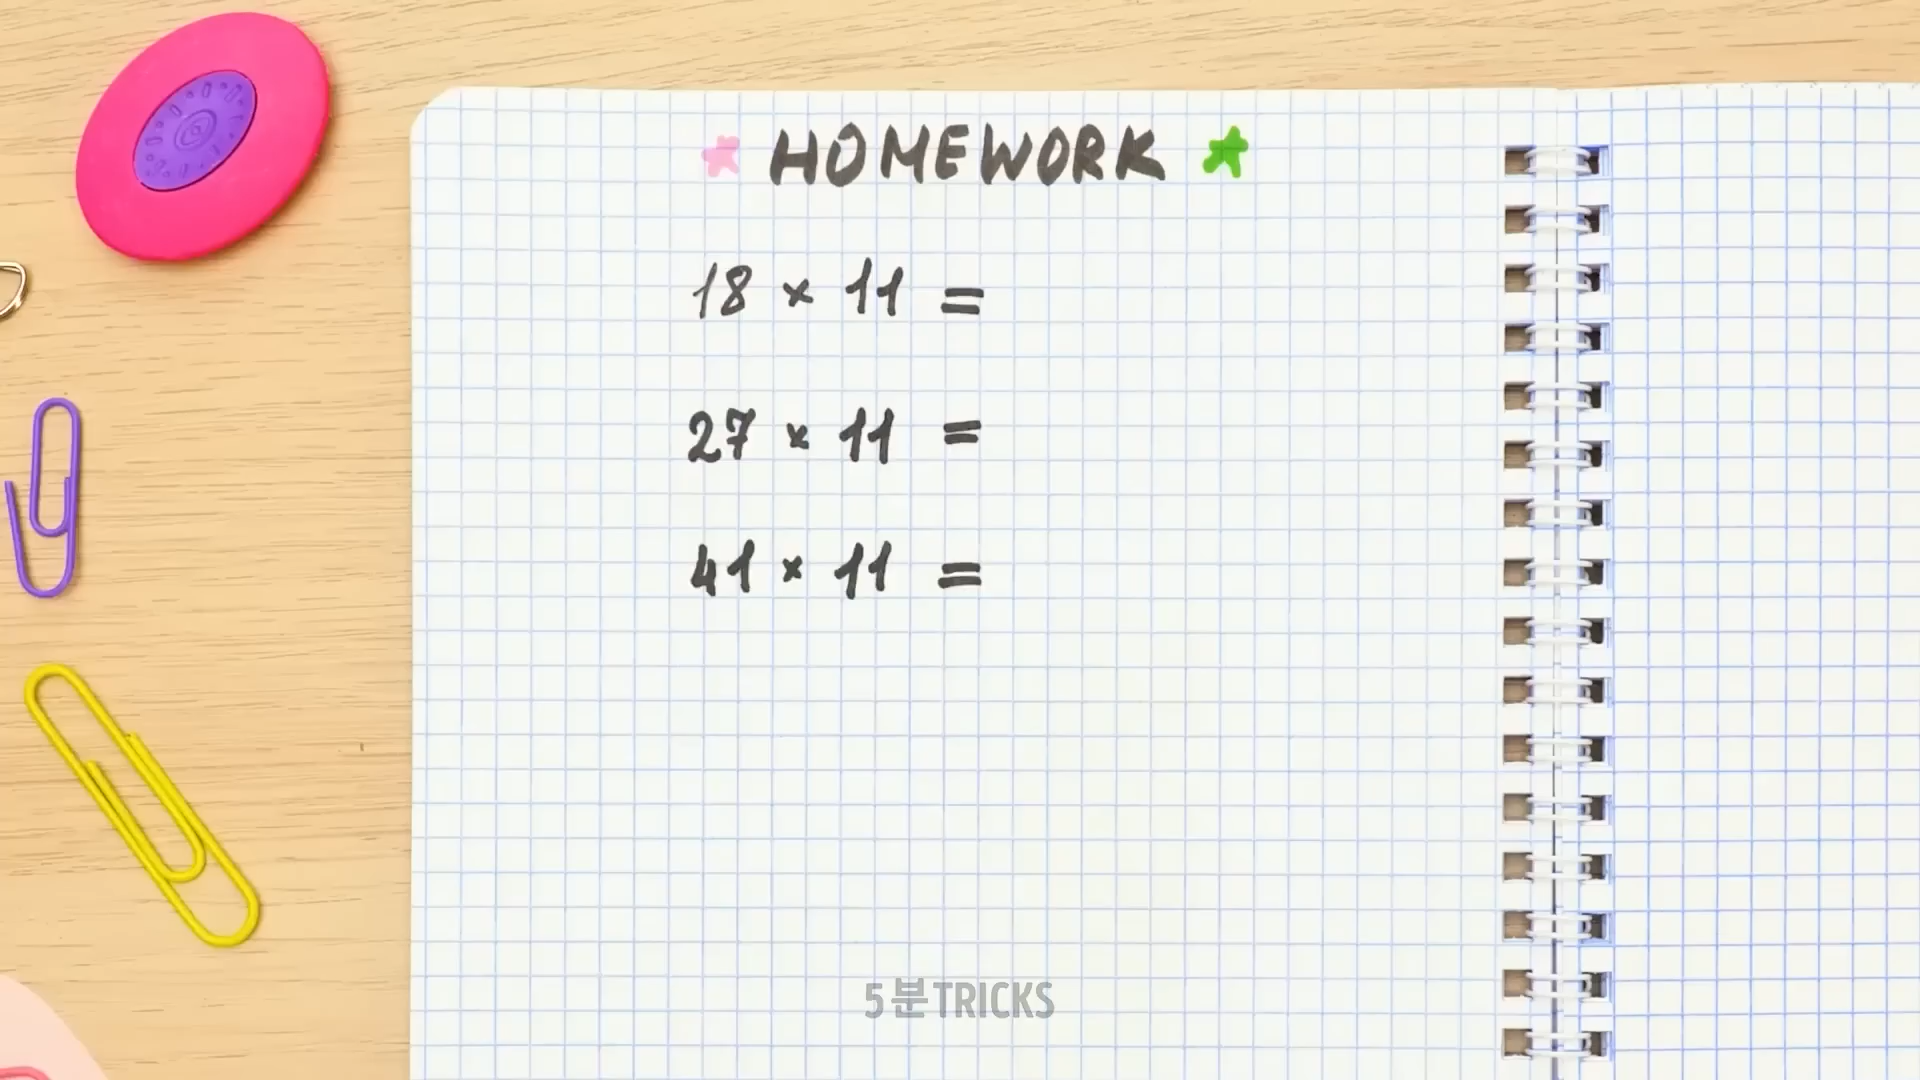 HOMEWORK
18 × 11 =
27 × 11 =
41 × 11 =
5분TRICKS